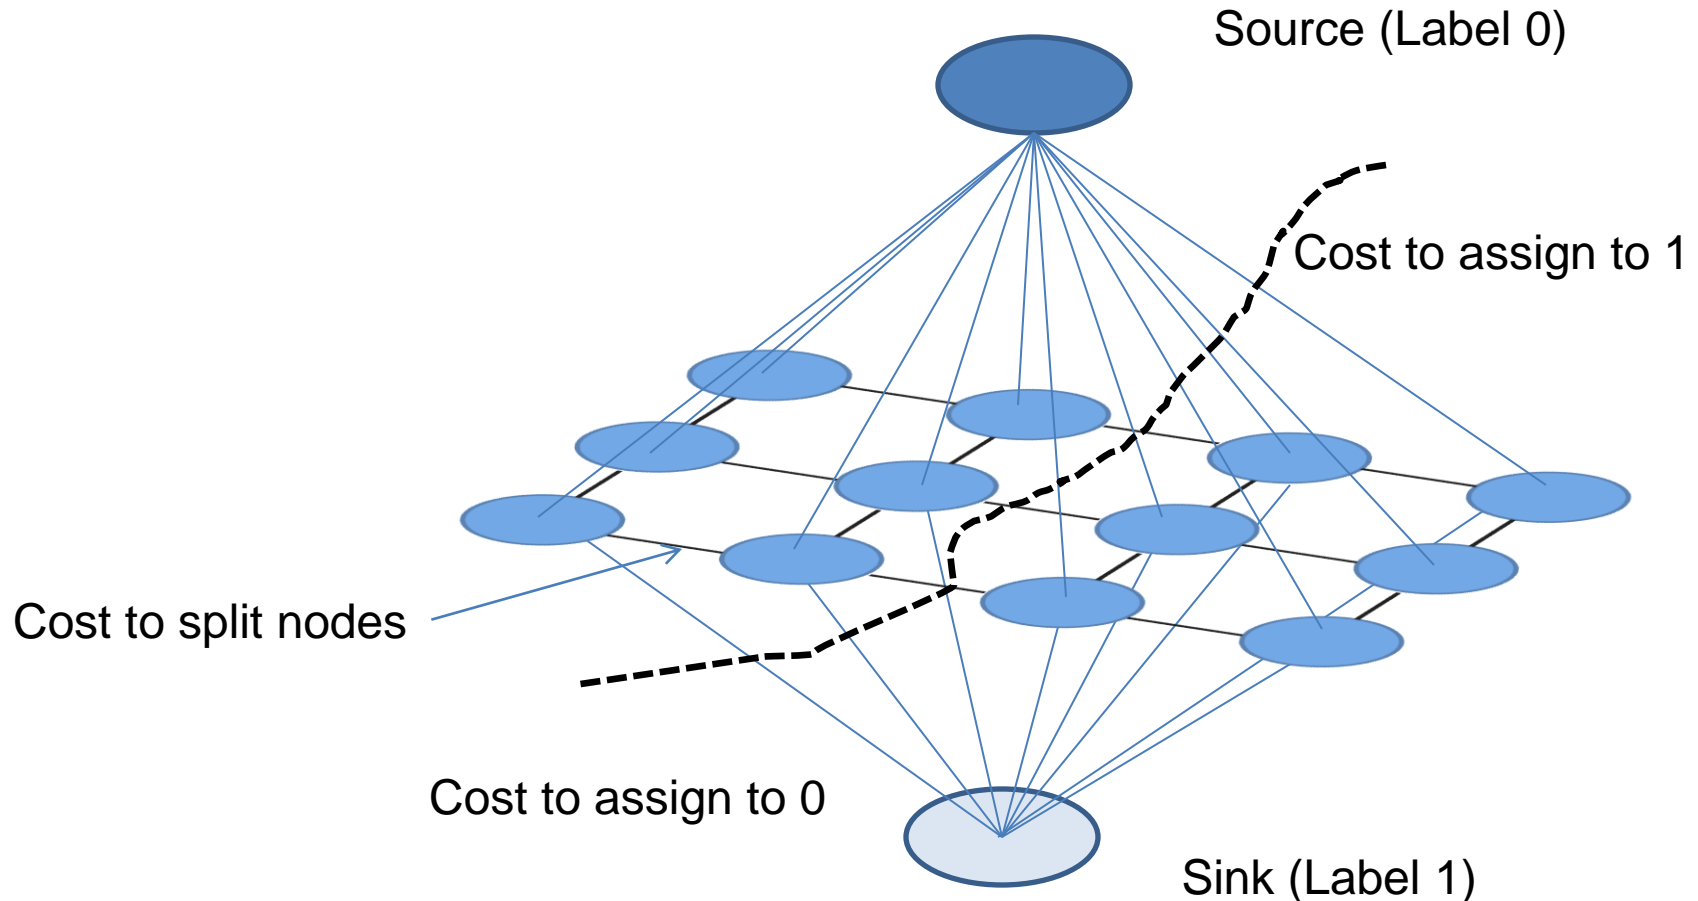 Source (Label 0)
Cost to assign to 1
Cost to split nodes
Cost to assign to 0
Sink (Label 1)